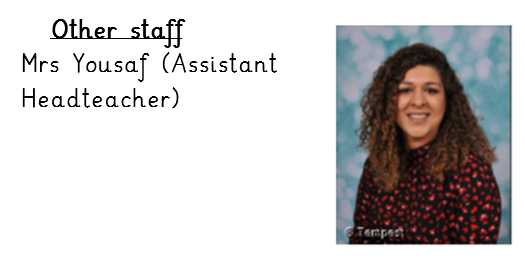 Other staff
Mrs Yousaf (Assistant
Headteacher)
© Tempest